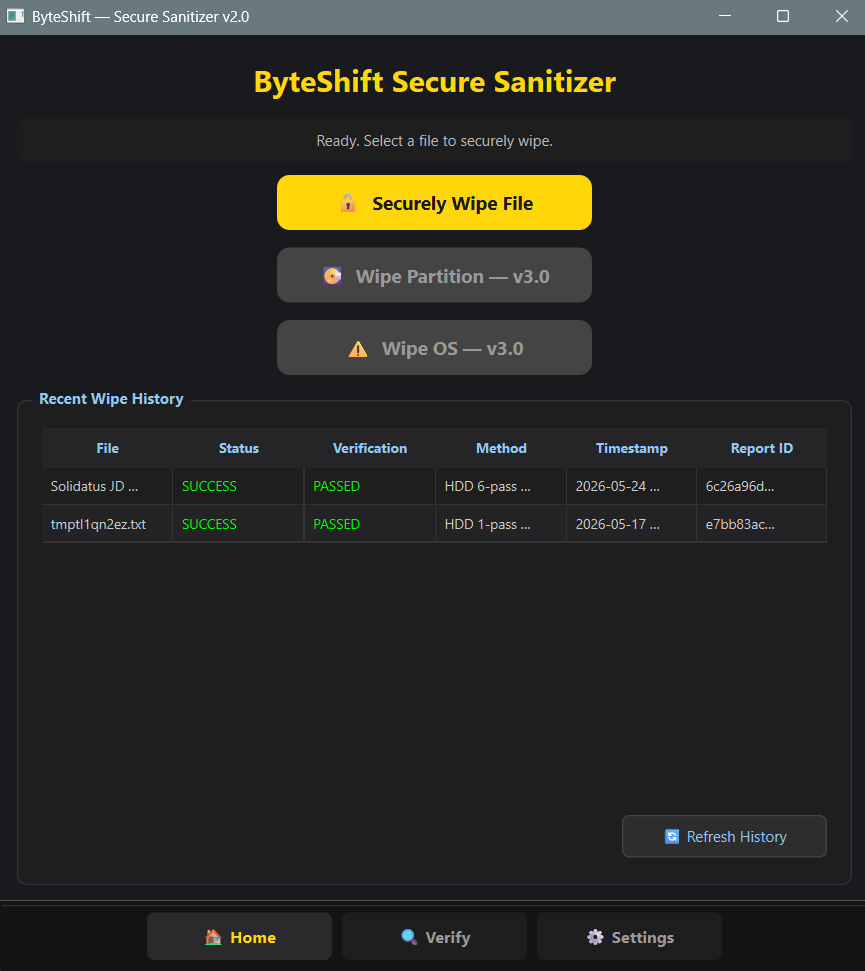 ByteShift — Secure Sanitizer v2.0
ByteShift Secure Sanitizer
Ready. Select a file to securely wipe.
Securely Wipe File
Wipe Partition — v3.0
Wipe OS — v3.0
Recent Wipe History
File Status Verification Method Timestamp Report ID
Solidatus JD ... SUCCESS PASSED HDD 6-pass ... 2026-05-24 ... 6c26a96d...
tmptl1qn2ez.txt SUCCESS PASSED HDD 1-pass ... 2026-05-17 ... e7bb83ac...
Refresh History
Home Verify Settings